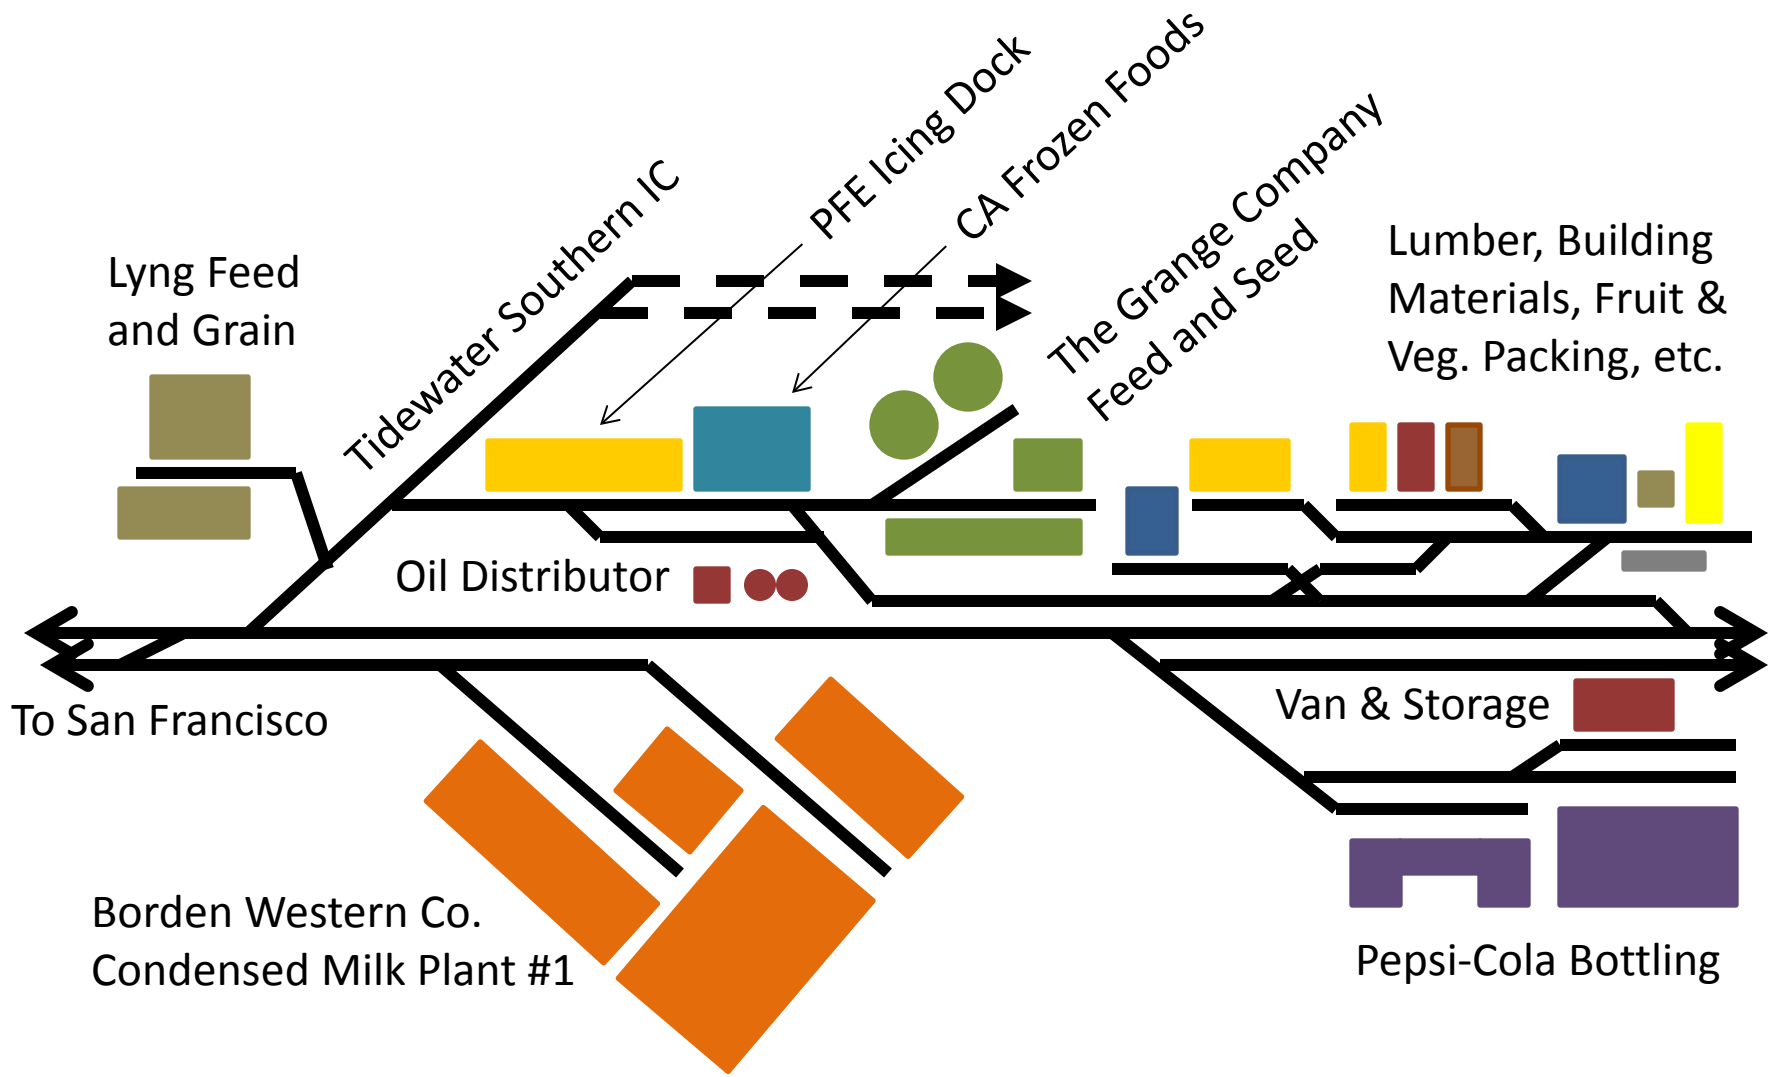 Lyng Feed
and Grain
Tidewater Southern IC
PFE Icing Dock
CA Frozen Foods
The Grange Company
Feed and Seed
Lumber, Building
Materials, Fruit &
Veg. Packing, etc.
Oil Distributor
To San Francisco
Van & Storage
Borden Western Co.
Condensed Milk Plant #1
Pepsi-Cola Bottling